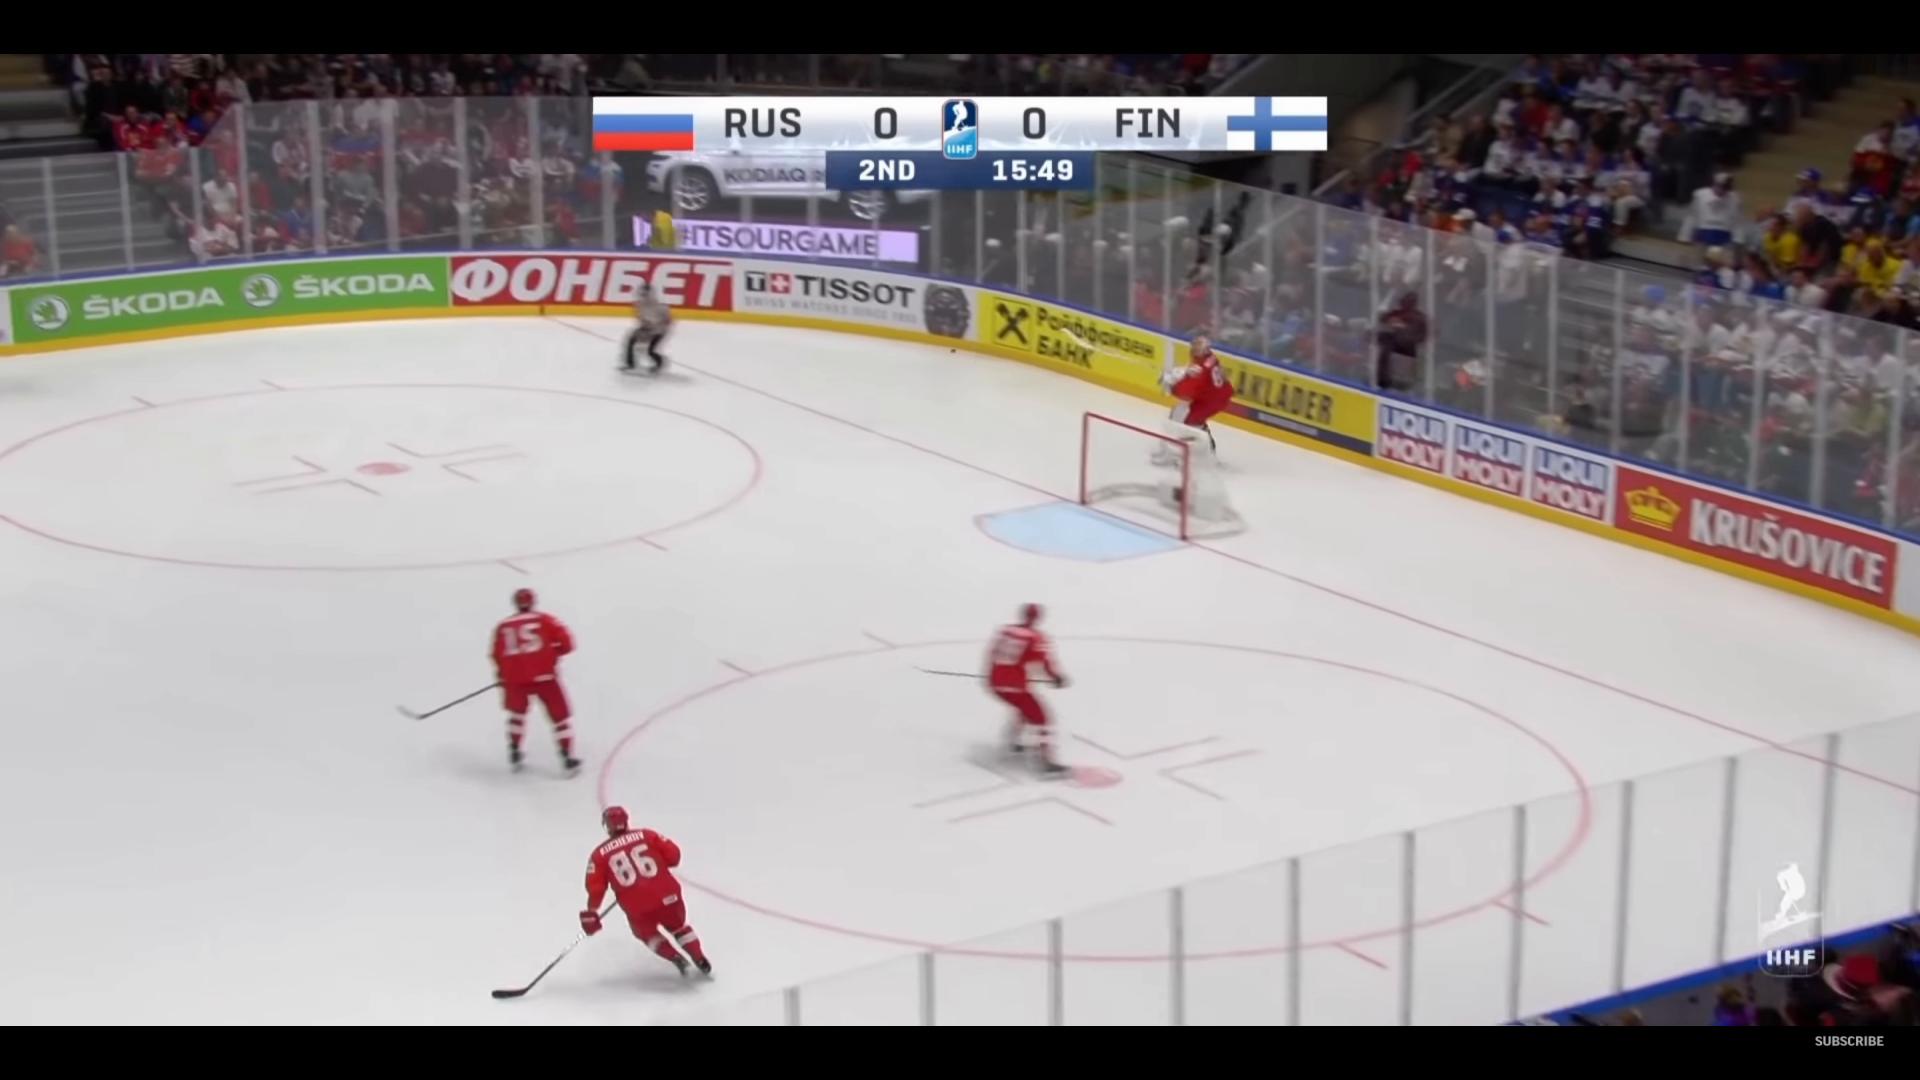 RUS 0 0 FIN
IIHF
2ND 15:49
KODIAQ
#ITSOURGAME
ŠKODA ŠKODA ФОНБЕТ TISSOT
SWISS WATCHES SINCE 1853
Райффайзен
БАНК
AKLÄDER
LIQUI MOLY LIQUI MOLY LIQUI MOLY
KRUŠOVICE
15
KUCHEROV
86
IIHF
SUBSCRIBE